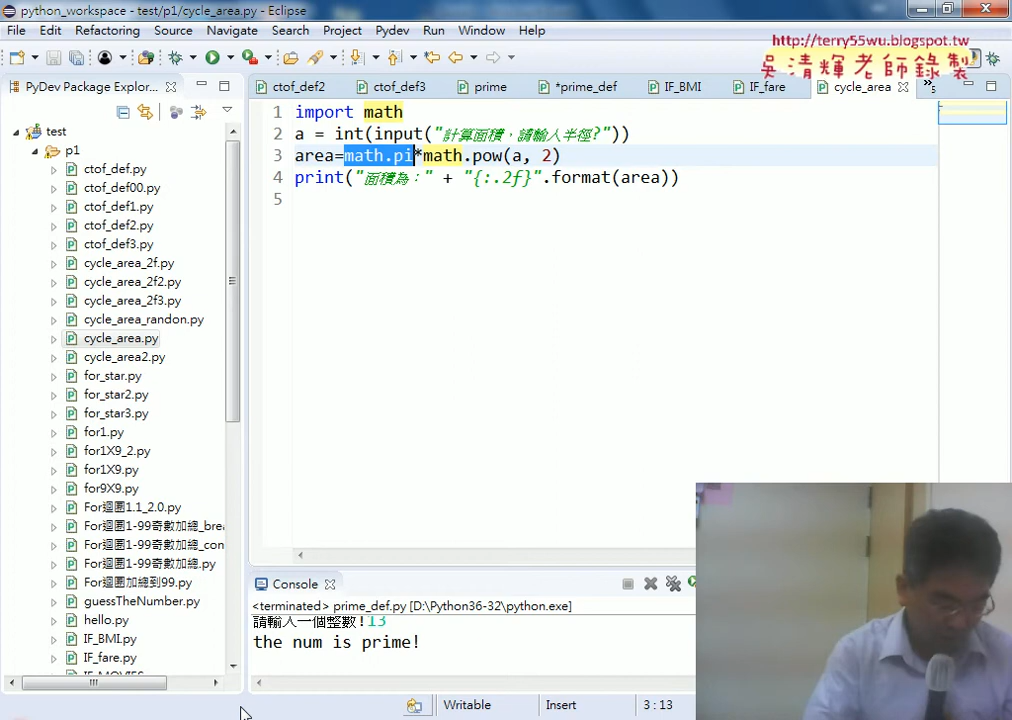 python_workspace - test/p1/cycle_area.py - Eclipse
File Edit Refactoring Source Navigate Search Project Pydev Run Window Help
http://terry55wu.blogspot.tw
吳清輝老師錄製
PyDev Package Explor...
ctof_def2 ctof_def3 prime *prime_def IF_BMI IF_fare cycle_area »5
test
p1
ctof_def.py
ctof_def00.py
ctof_def1.py
ctof_def2.py
ctof_def3.py
cycle_area_2f.py
cycle_area_2f2.py
cycle_area_2f3.py
cycle_area_randon.py
cycle_area.py
cycle_area2.py
for_star.py
for_star2.py
for_star3.py
for1.py
for1X9_2.py
for1X9.py
for9X9.py
For迴圈1.1_2.0.py
For迴圈1-99奇數加總_brea
For迴圈1-99奇數加總_con
For迴圈1-99奇數加總.py
For迴圈加總到99.py
guessTheNumber.py
hello.py
IF_BMI.py
IF_fare.py
1 import math
2 a = int(input("計算面積，請輸入半徑?"))
3 area=math.pi*math.pow(a, 2)
4 print("面積為：" + "{:.2f}".format(area))
5
Console
<terminated> prime_def.py [D:\Python36-32\python.exe]
請輸入一個整數!13
the num is prime!
Writable Insert 3 : 13